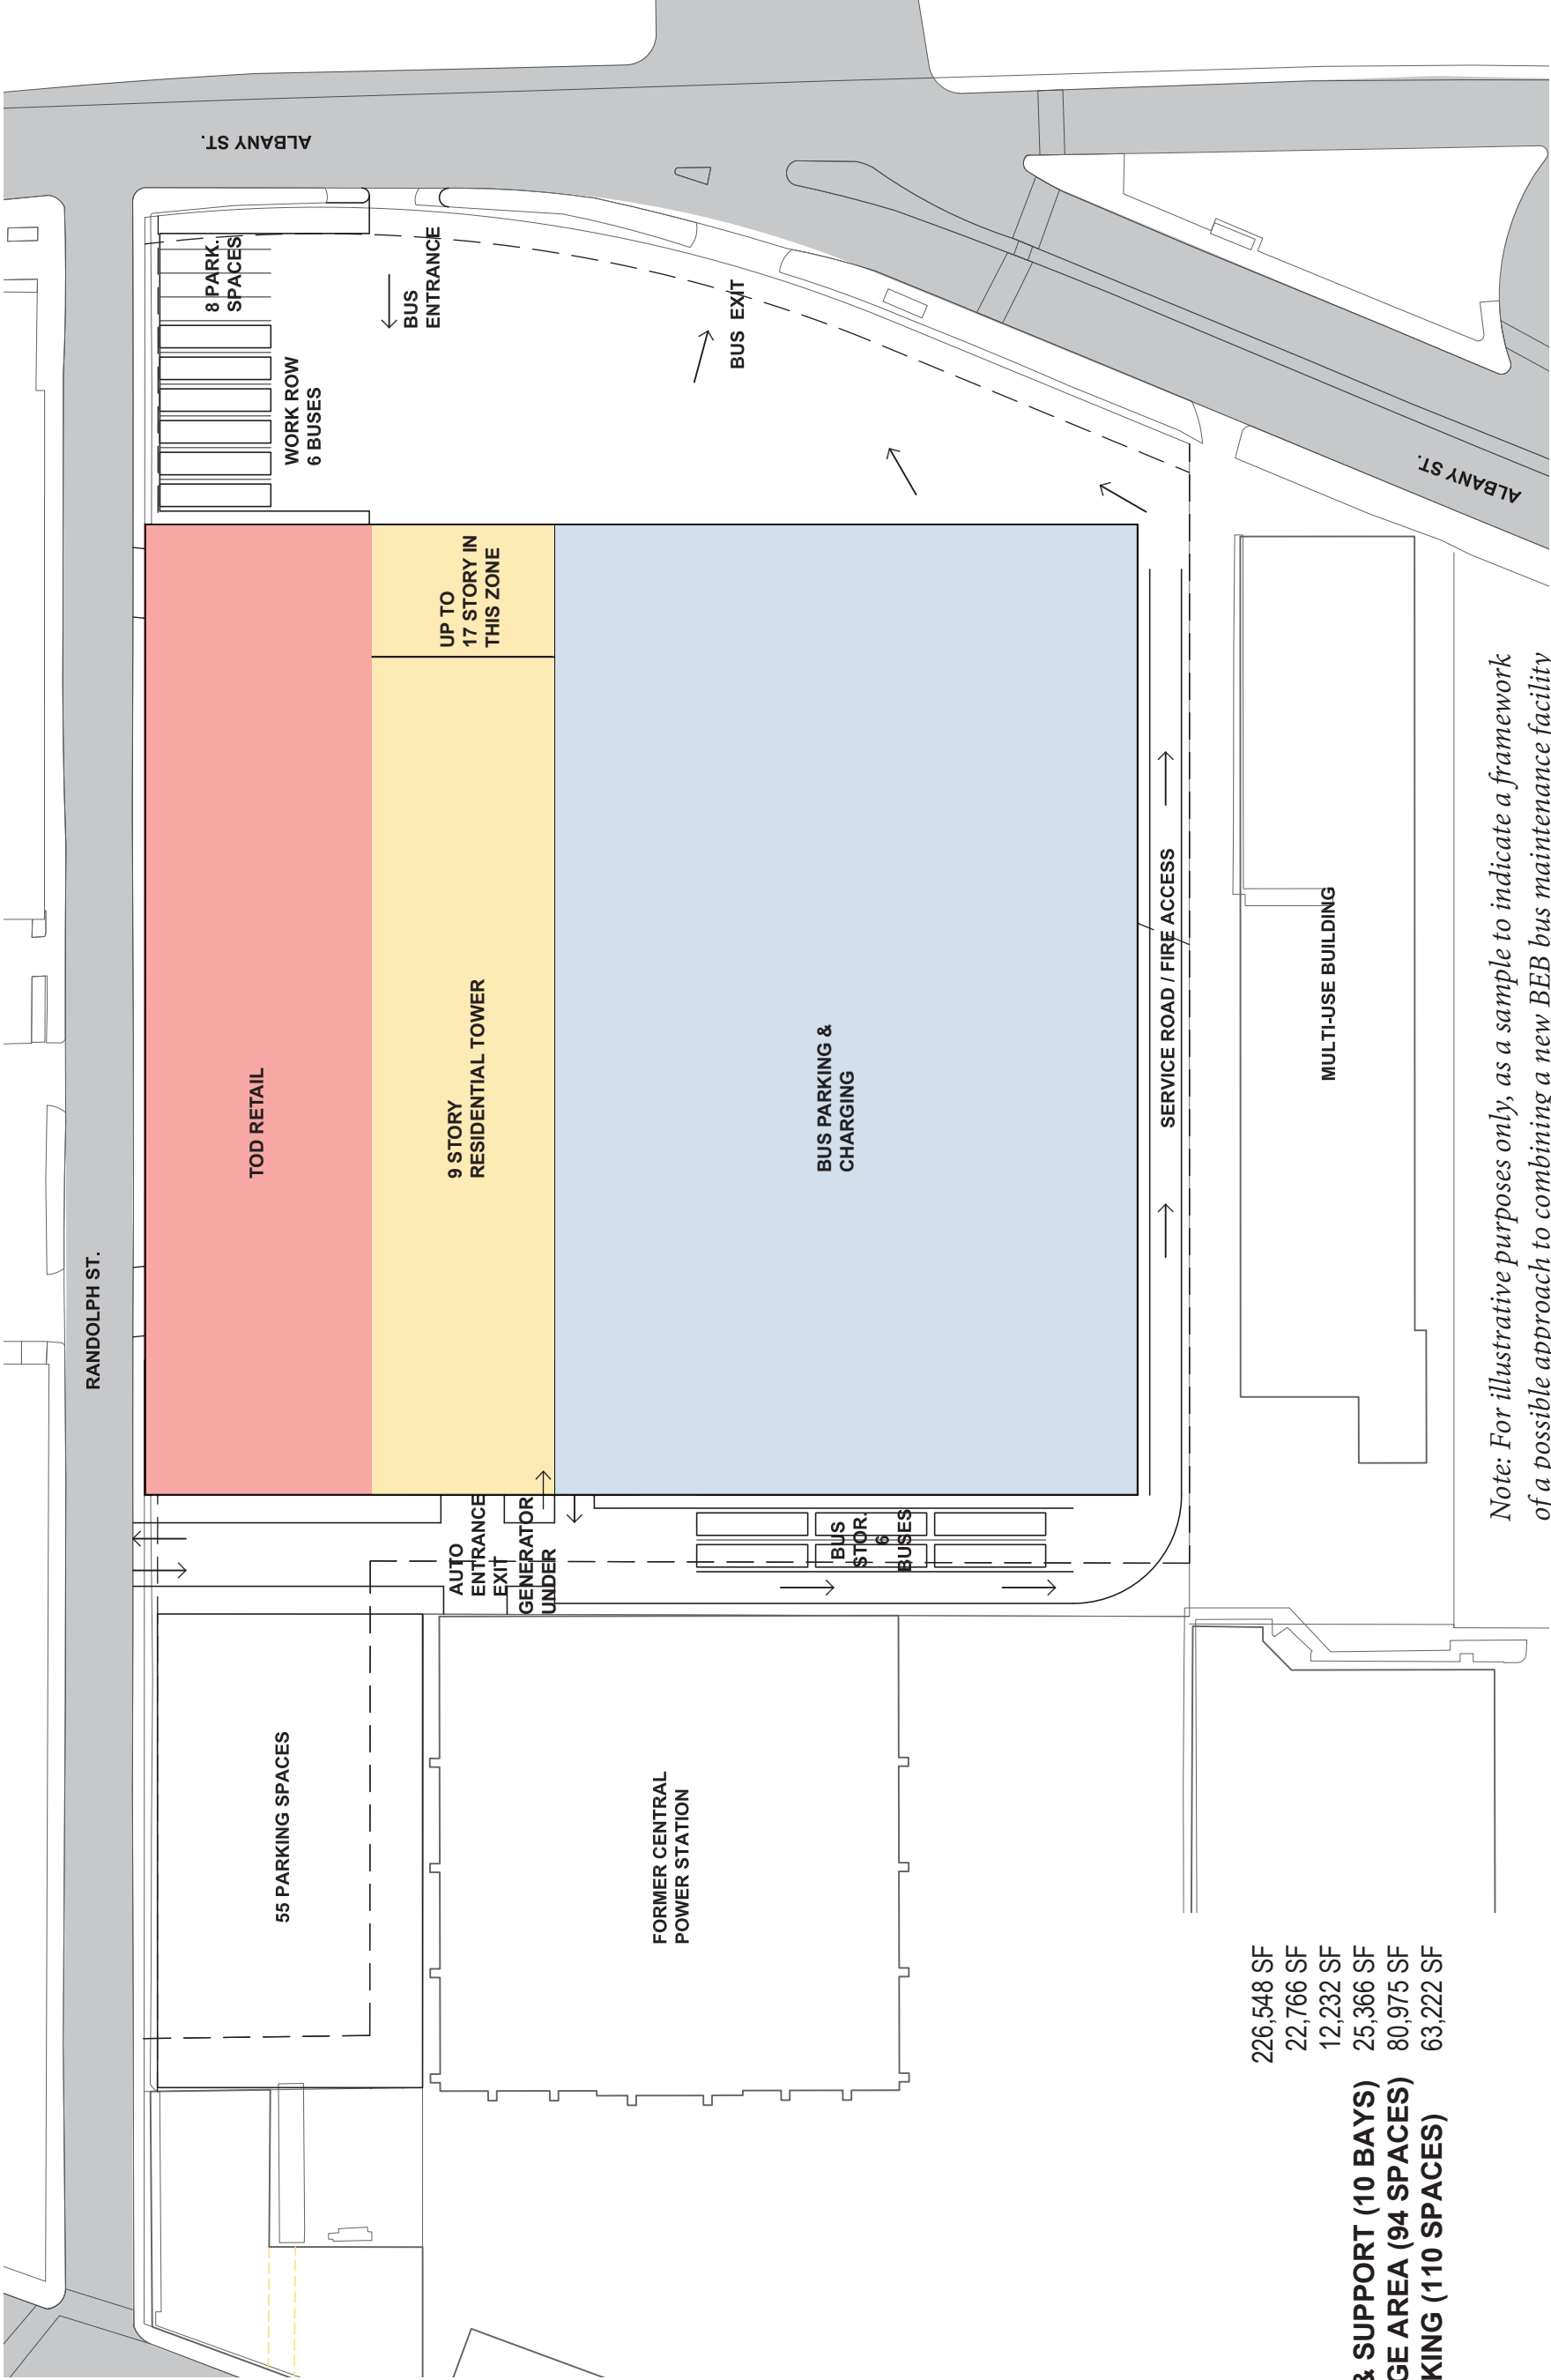 RANDOLPH ST.
ALBANY ST.
8 PARK.
SPACES
WORK ROW
6 BUSES
BUS
ENTRANCE
BUS EXIT
ALBANY ST.
TOD RETAIL
9 STORY
RESIDENTIAL TOWER
UP TO
17 STORY IN
THIS ZONE
BUS PARKING &
CHARGING
AUTO
ENTRANCE
EXIT
GENERATOR
UNDER
BUS
STOR.
6
BUSES
SERVICE ROAD / FIRE ACCESS
MULTI-USE BUILDING
55 PARKING SPACES
FORMER CENTRAL
POWER STATION
226,548 SF
22,766 SF
12,232 SF
& SUPPORT (10 BAYS) 25,366 SF
GE AREA (94 SPACES) 80,975 SF
KING (110 SPACES) 63,222 SF
Note: For illustrative purposes only, as a sample to indicate a framework
of a possible approach to combining a new BEB bus maintenance facility